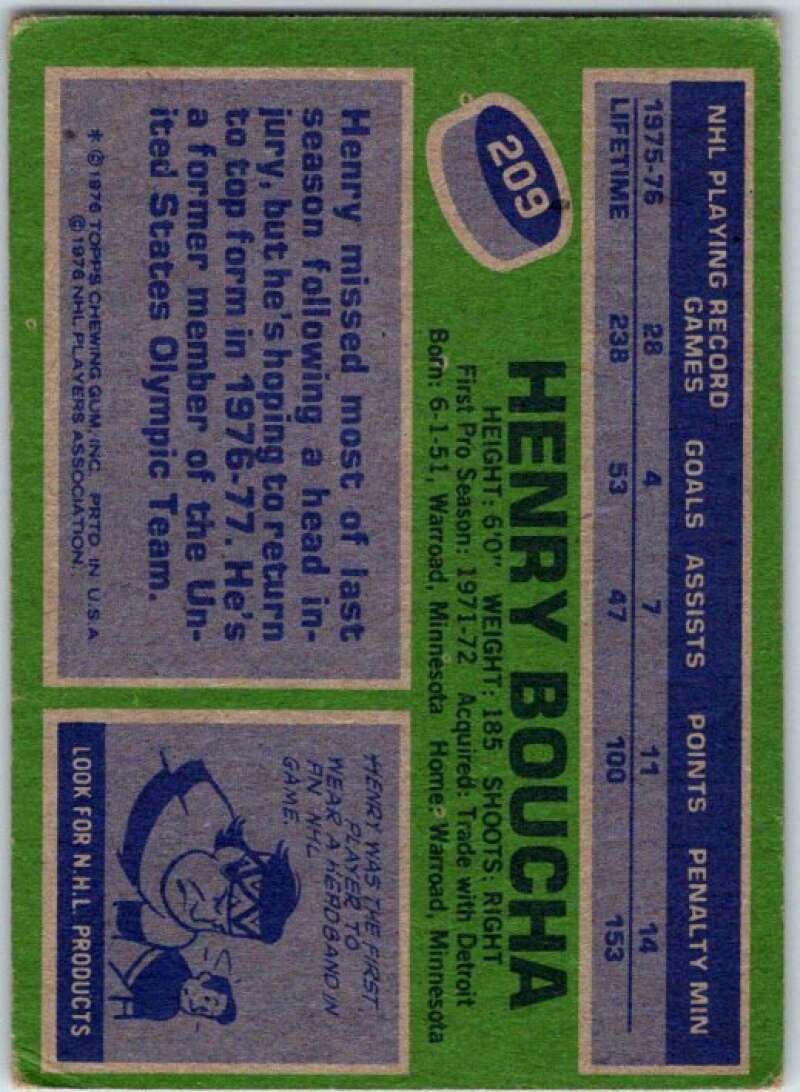 NHL PLAYING RECORD
GAMES GOALS ASSISTS POINTS PENALTY MIN
1975-76 28 4 7 11 14
LIFETIME 238 53 47 100 153
209
HENRY BOUCHA
HEIGHT: 6'0" WEIGHT: 185 SHOOTS: RIGHT
First Pro Season: 1971-72 Acquired: Trade with Detroit
Born: 6-1-51, Warroad, Minnesota Home: Warroad, Minnesota
Henry missed most of last
season following a head in-
jury, but he's hoping to return
to top form in 1976-77. He's
a former member of the Un-
ited States Olympic Team.
* © 1976 TOPPS CHEWING GUM, INC. PRTD. IN U.S.A.
© 1976 NHL PLAYERS ASSOCIATION.
HENRY WAS THE FIRST
PLAYER TO
WEAR A HEADBAND IN
AN NHL
GAME.
LOOK FOR N.H.L. PRODUCTS